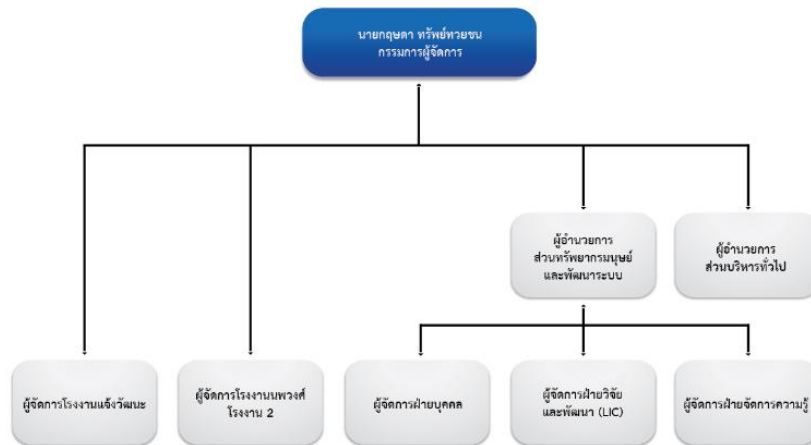 นายกฤษดา ทรัพย์ทวยชน
กรรมการผู้จัดการ
ผู้อำนวยการ
ส่วนทรัพยากรมนุษย์
และพัฒนาระบบ
ผู้อำนวยการ
ส่วนบริหารทั่วไป
ผู้จัดการโรงงานแจ้งวัฒนะ
ผู้จัดการโรงงานนพวงศ์
โรงงาน 2
ผู้จัดการฝ่ายบุคคล
ผู้จัดการฝ่ายวิจัย
และพัฒนา (LIC)
ผู้จัดการฝ่ายจัดการความรู้